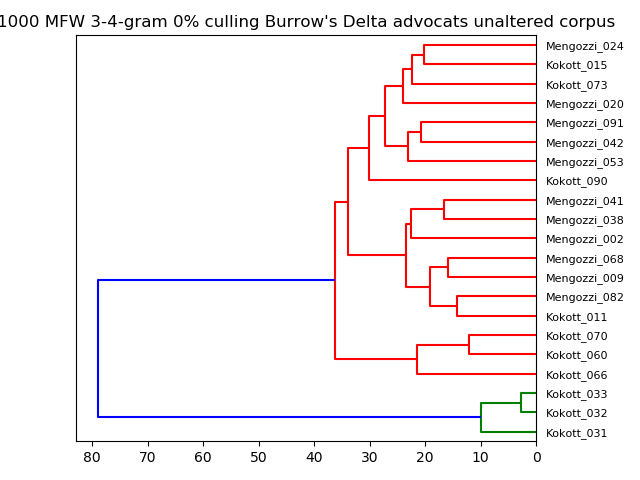 1000 MFW 3-4-gram 0% culling Burrow's Delta advocats unaltered corpus
Mengozzi_024
Kokott_015
Kokott_073
Mengozzi_020
Mengozzi_091
Mengozzi_042
Mengozzi_053
Kokott_090
Mengozzi_041
Mengozzi_038
Mengozzi_002
Mengozzi_068
Mengozzi_009
Mengozzi_082
Kokott_011
Kokott_070
Kokott_060
Kokott_066
Kokott_033
Kokott_032
Kokott_031
80 70 60 50 40 30 20 10 0